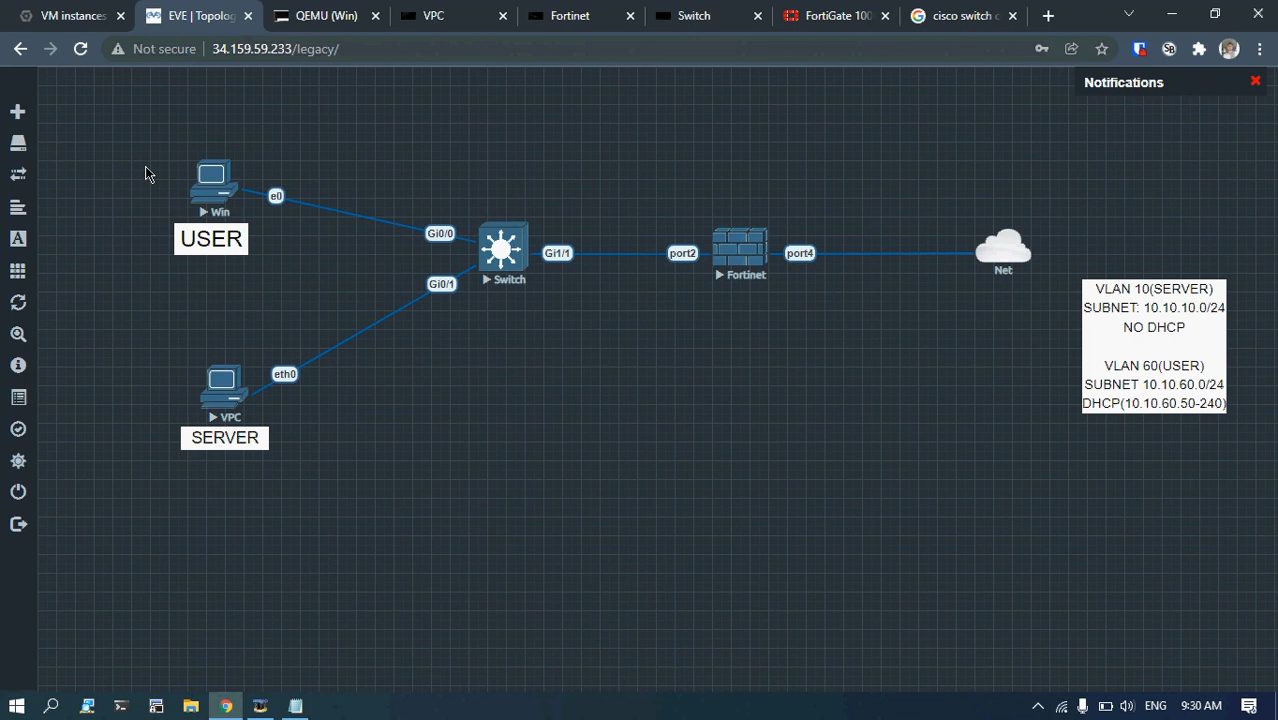 VM instances
EVE | Topolog
QEMU (Win)
VPC
Fortinet
Switch
FortiGate 100
cisco switch c
Not secure
34.159.59.233/legacy/
SB
Notifications
A
Win
e0
USER
Gi0/0
Gi0/1
Switch
Gi1/1
port2
Fortinet
port4
Net
VLAN 10(SERVER)
SUBNET: 10.10.10.0/24
NO DHCP
VLAN 60(USER)
SUBNET 10.10.60.0/24
DHCP(10.10.60.50-240)
eth0
VPC
SERVER
ENG
9:30 AM